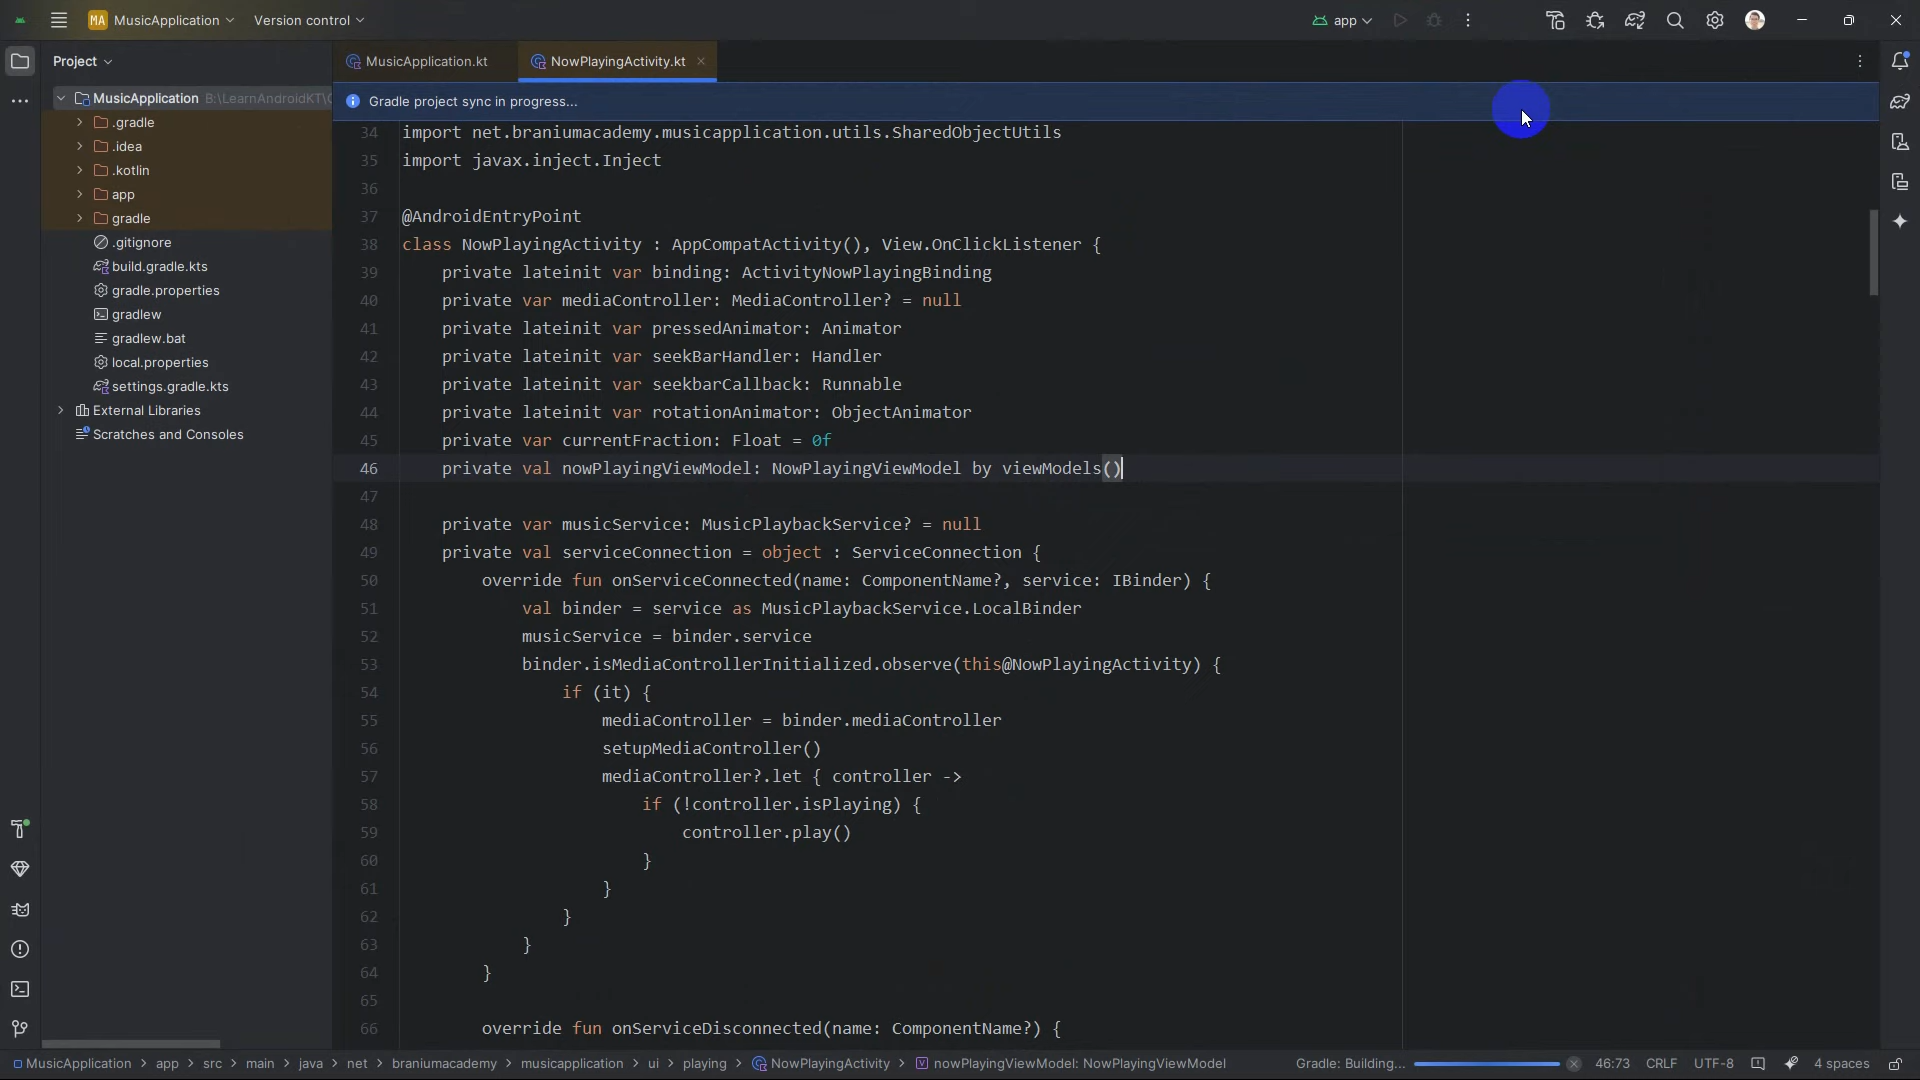 MA MusicApplication Version control app
Project MusicApplication.kt NowPlayingActivity.kt
MusicApplication B:\LearnAndroidKT\
Gradle project sync in progress...
.gradle
.idea
.kotlin
app
gradle
.gitignore
build.gradle.kts
gradle.properties
gradlew
gradlew.bat
local.properties
settings.gradle.kts
External Libraries
Scratches and Consoles
34 import net.braniumacademy.musicapplication.utils.SharedObjectUtils
35 import javax.inject.Inject
36
37 @AndroidEntryPoint
38 class NowPlayingActivity : AppCompatActivity(), View.OnClickListener {
39 private lateinit var binding: ActivityNowPlayingBinding
40 private var mediaController: MediaController? = null
41 private lateinit var pressedAnimator: Animator
42 private lateinit var seekBarHandler: Handler
43 private lateinit var seekbarCallback: Runnable
44 private lateinit var rotationAnimator: ObjectAnimator
45 private var currentFraction: Float = 0f
46 private val nowPlayingViewModel: NowPlayingViewModel by viewModels()
47
48 private var musicService: MusicPlaybackService? = null
49 private val serviceConnection = object : ServiceConnection {
50 override fun onServiceConnected(name: ComponentName?, service: IBinder) {
51 val binder = service as MusicPlaybackService.LocalBinder
52 musicService = binder.service
53 binder.isMediaControllerInitialized.observe(this@NowPlayingActivity) {
54 if (it) {
55 mediaController = binder.mediaController
56 setupMediaController()
57 mediaController?.let { controller ->
58 if (!controller.isPlaying) {
59 controller.play()
60 }
61 }
62 }
63 }
64 }
65
66 override fun onServiceDisconnected(name: ComponentName?) {
MusicApplication > app > src > main > java > net > braniumacademy > musicapplication > ui > playing > NowPlayingActivity > nowPlayingViewModel: NowPlayingViewModel Gradle: Building... 46:73 CRLF UTF-8 4 spaces